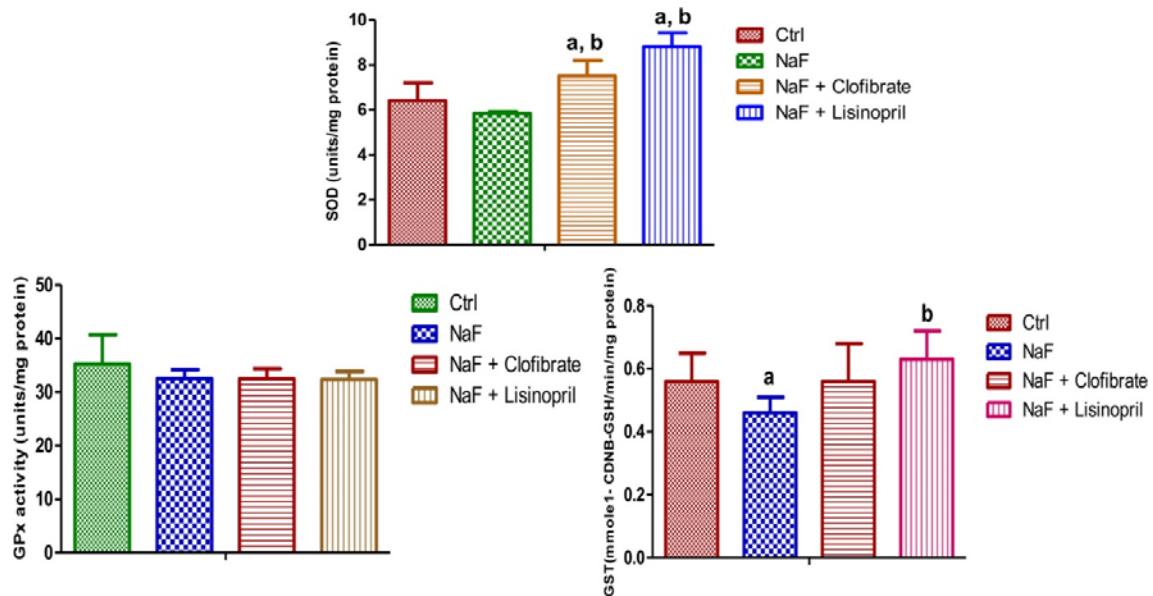 10
8
6
4
2
0
SOD (units/mg protein)
a, b
a, b
Ctrl
NaF
NaF + Clofibrate
NaF + Lisinopril
50
40
30
20
10
0
GPx activity (units/mg protein)
Ctrl
NaF
NaF + Clofibrate
NaF + Lisinopril
0.8
0.6
0.4
0.2
0.0
GST(mmole1- CDNB-GSH/min/mg protein)
a
b
Ctrl
NaF
NaF + Clofibrate
NaF + Lisinopril